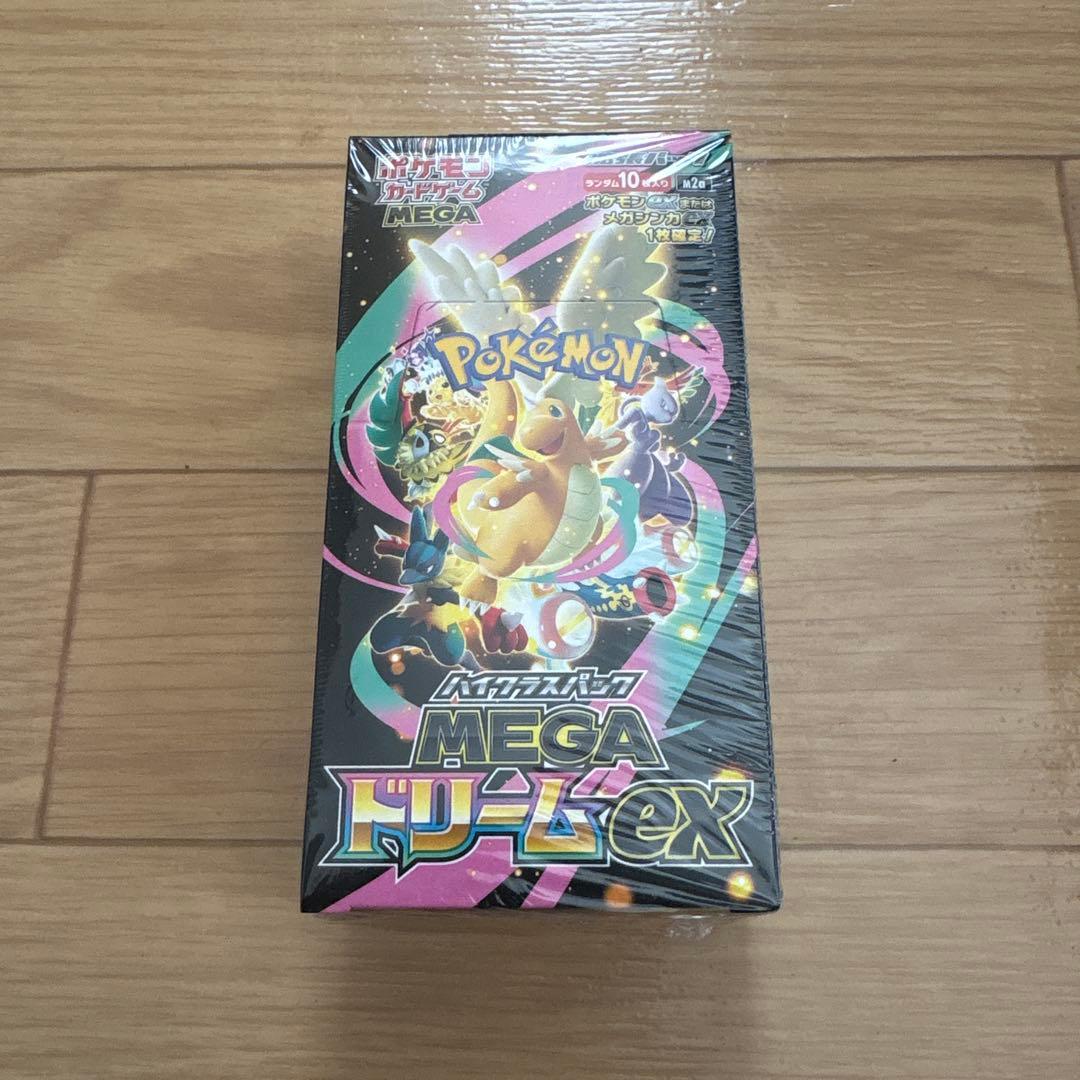 ポケモン
カードゲーム
MEGA
ランダム10枚入り
M2a
ポケモンexまたは
メガシンカex
1枚確定!
POKÉMON
ハイクラスパック
MEGA
ドリームex